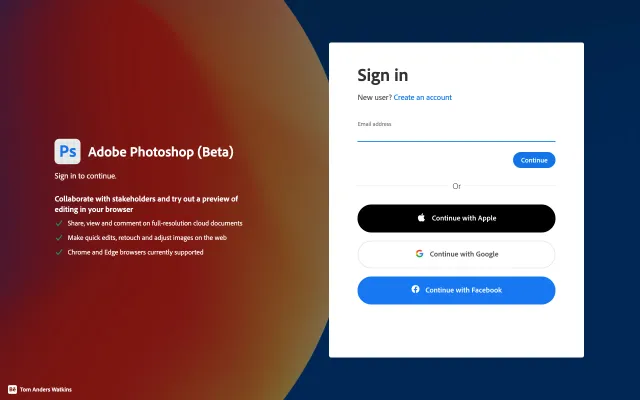 Ps
Adobe Photoshop (Beta)
Sign in to continue.
Collaborate with stakeholders and try out a preview of
editing in your browser
Share, view and comment on full-resolution cloud documents
Make quick edits, retouch and adjust images on the web
Chrome and Edge browsers currently supported
Bē Tom Anders Watkins
Sign in
New user? Create an account
Email address
Continue
Or
Continue with Apple
Continue with Google
Continue with Facebook